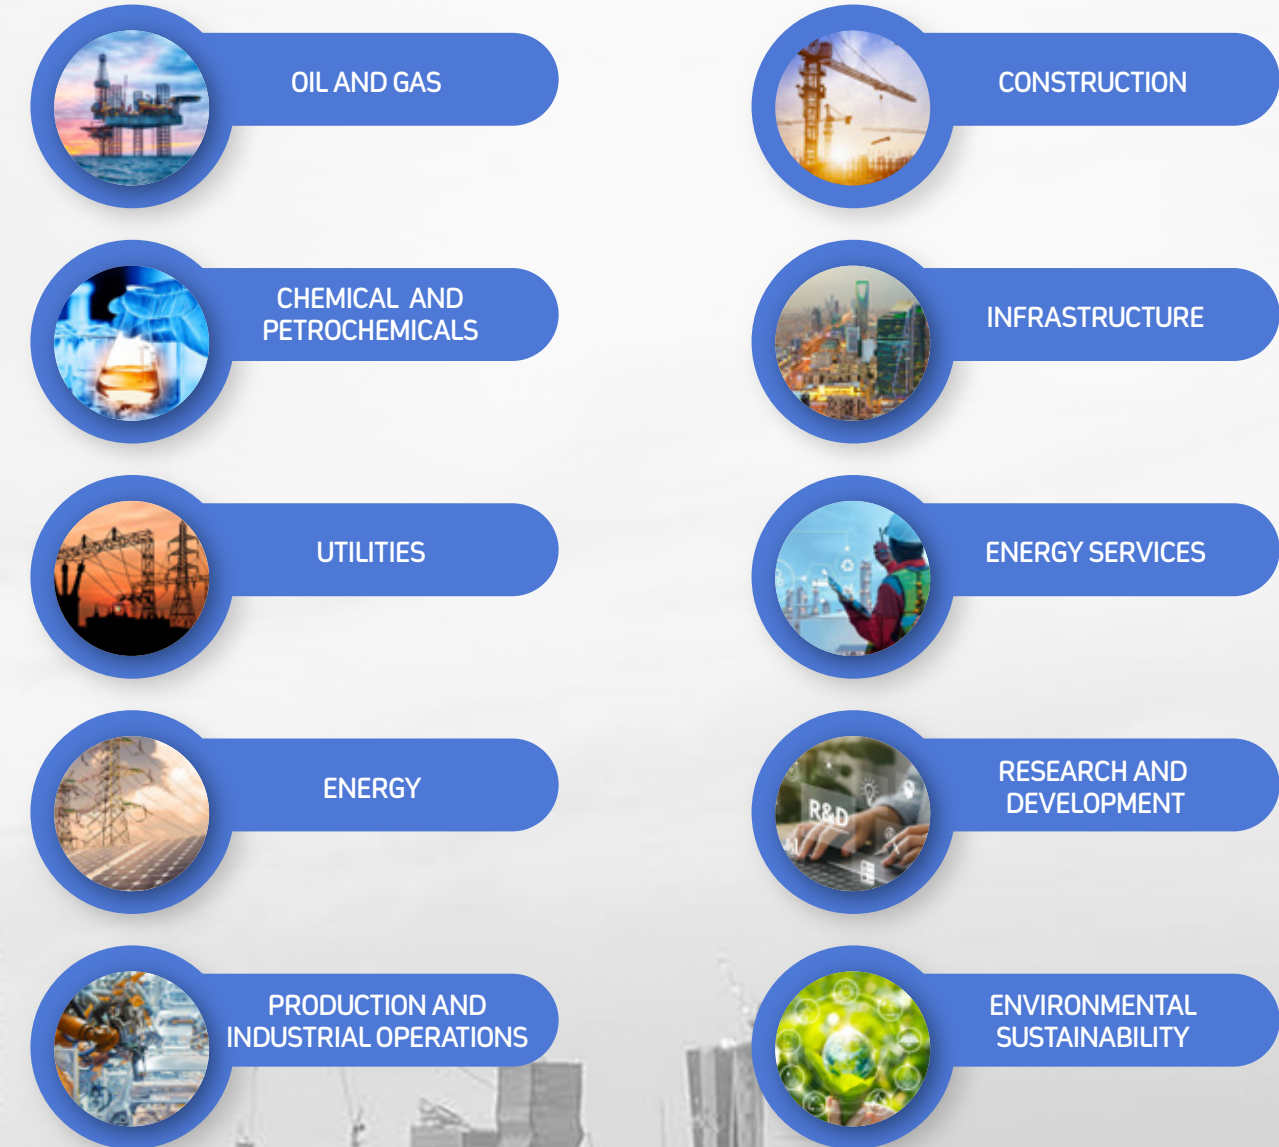 OIL AND GAS
CONSTRUCTION
CHEMICAL AND
PETROCHEMICALS
INFRASTRUCTURE
UTILITIES
ENERGY SERVICES
ENERGY
RESEARCH AND
DEVELOPMENT
R&D
PRODUCTION AND
INDUSTRIAL OPERATIONS
ENVIRONMENTAL
SUSTAINABILITY